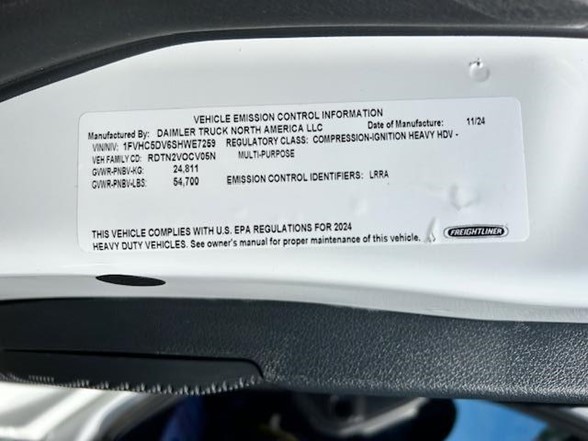 VEHICLE EMISSION CONTROL INFORMATION
Manufactured By: DAIMLER TRUCK NORTH AMERICA LLC Date of Manufacture: 11/24
VIN/NIV: 1FVHC5DV6SHWE7259 REGULATORY CLASS: COMPRESSION-IGNITION HEAVY HDV -
VEH FAMILY CD: RDTN2VOCV05N MULTI-PURPOSE
GVWR-PNBV-KG: 24,811
GVWR-PNBV-LBS: 54,700 EMISSION CONTROL IDENTIFIERS: LRRA
THIS VEHICLE COMPLIES WITH U.S. EPA REGULATIONS FOR 2024
HEAVY DUTY VEHICLES. See owner's manual for proper maintenance of this vehicle.
FREIGHTLINER